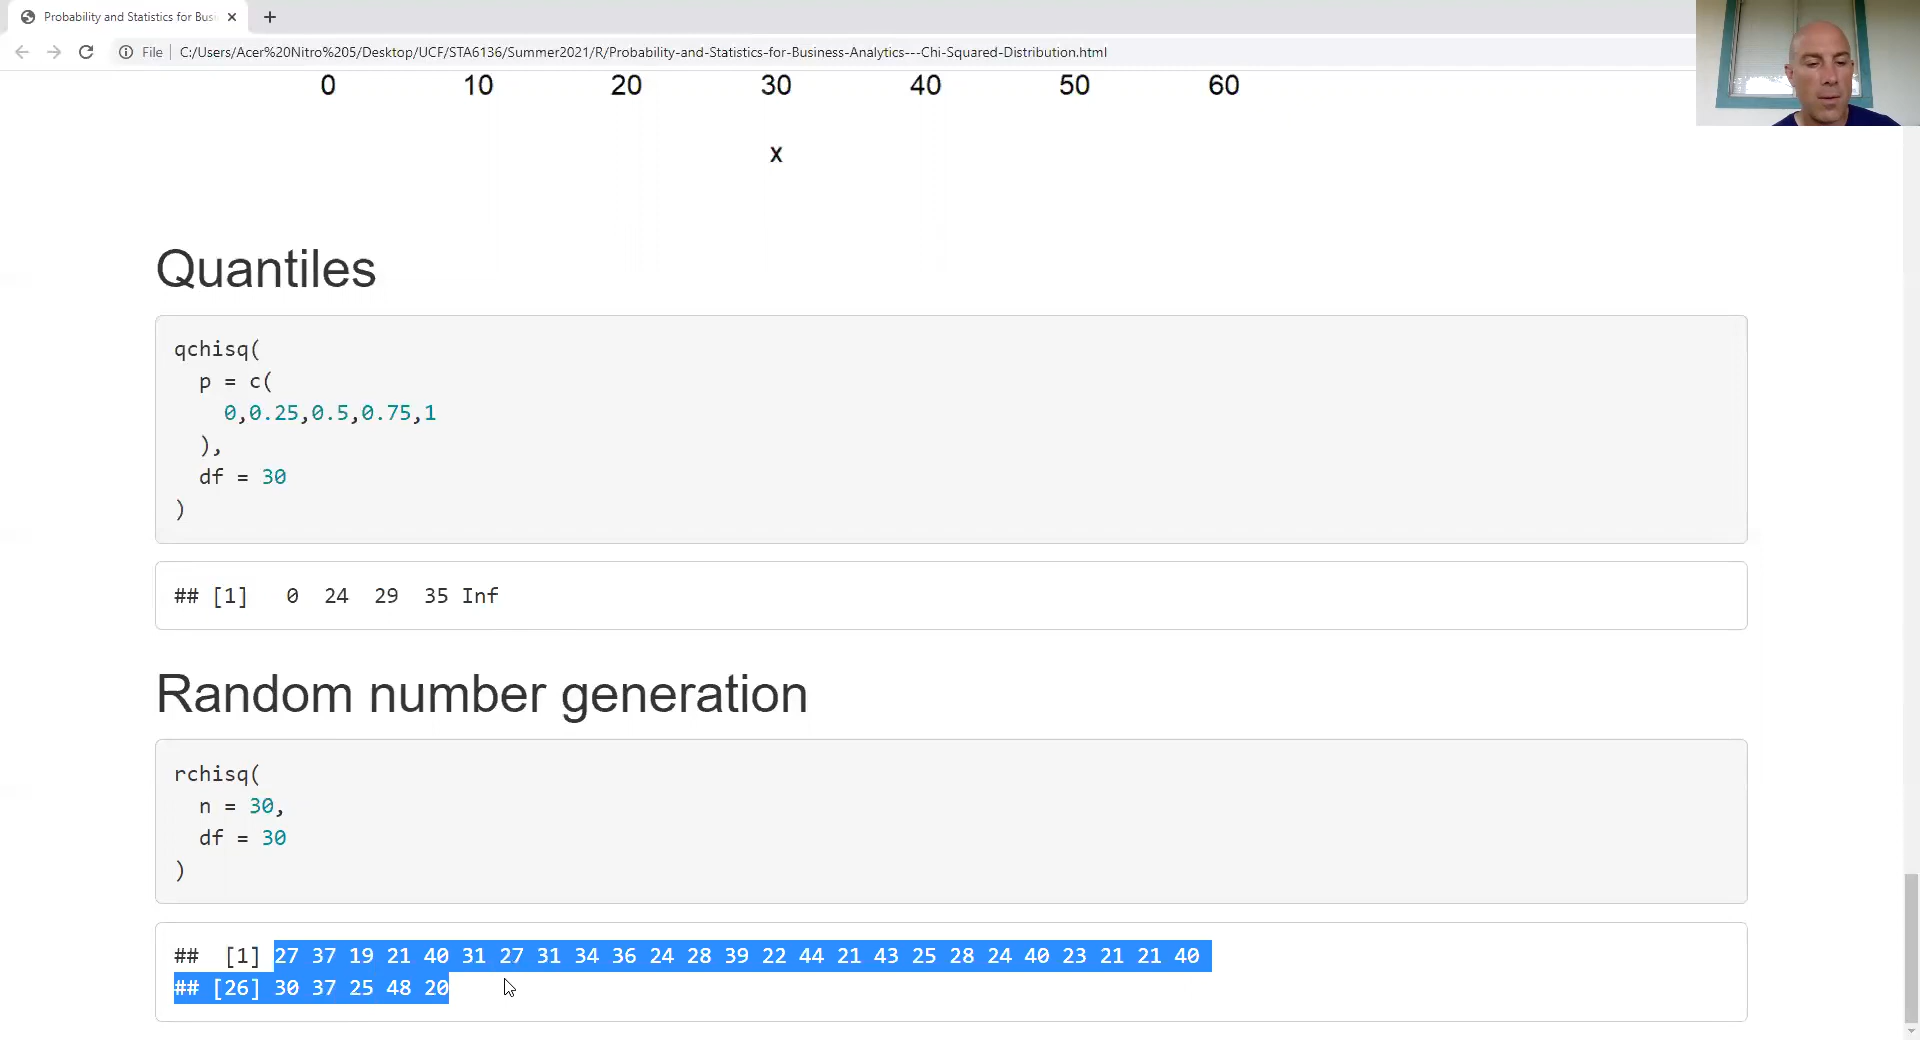 Probability and Statistics for Busi
File
C:/Users/Acer%20Nitro%205/Desktop/UCF/STA6136/Summer2021/R/Probability-and-Statistics-for-Business-Analytics---Chi-Squared-Distribution.html
0 10 20 30 40 50 60
x
Quantiles
qchisq(
p = c(
0,0.25,0.5,0.75,1
),
df = 30
)
## [1]   0  24  29  35 Inf
Random number generation
rchisq(
n = 30,
df = 30
)
##  [1] 27 37 19 21 40 31 27 31 34 36 24 28 39 22 44 21 43 25 28 24 40 23 21 21 40
## [26] 30 37 25 48 20